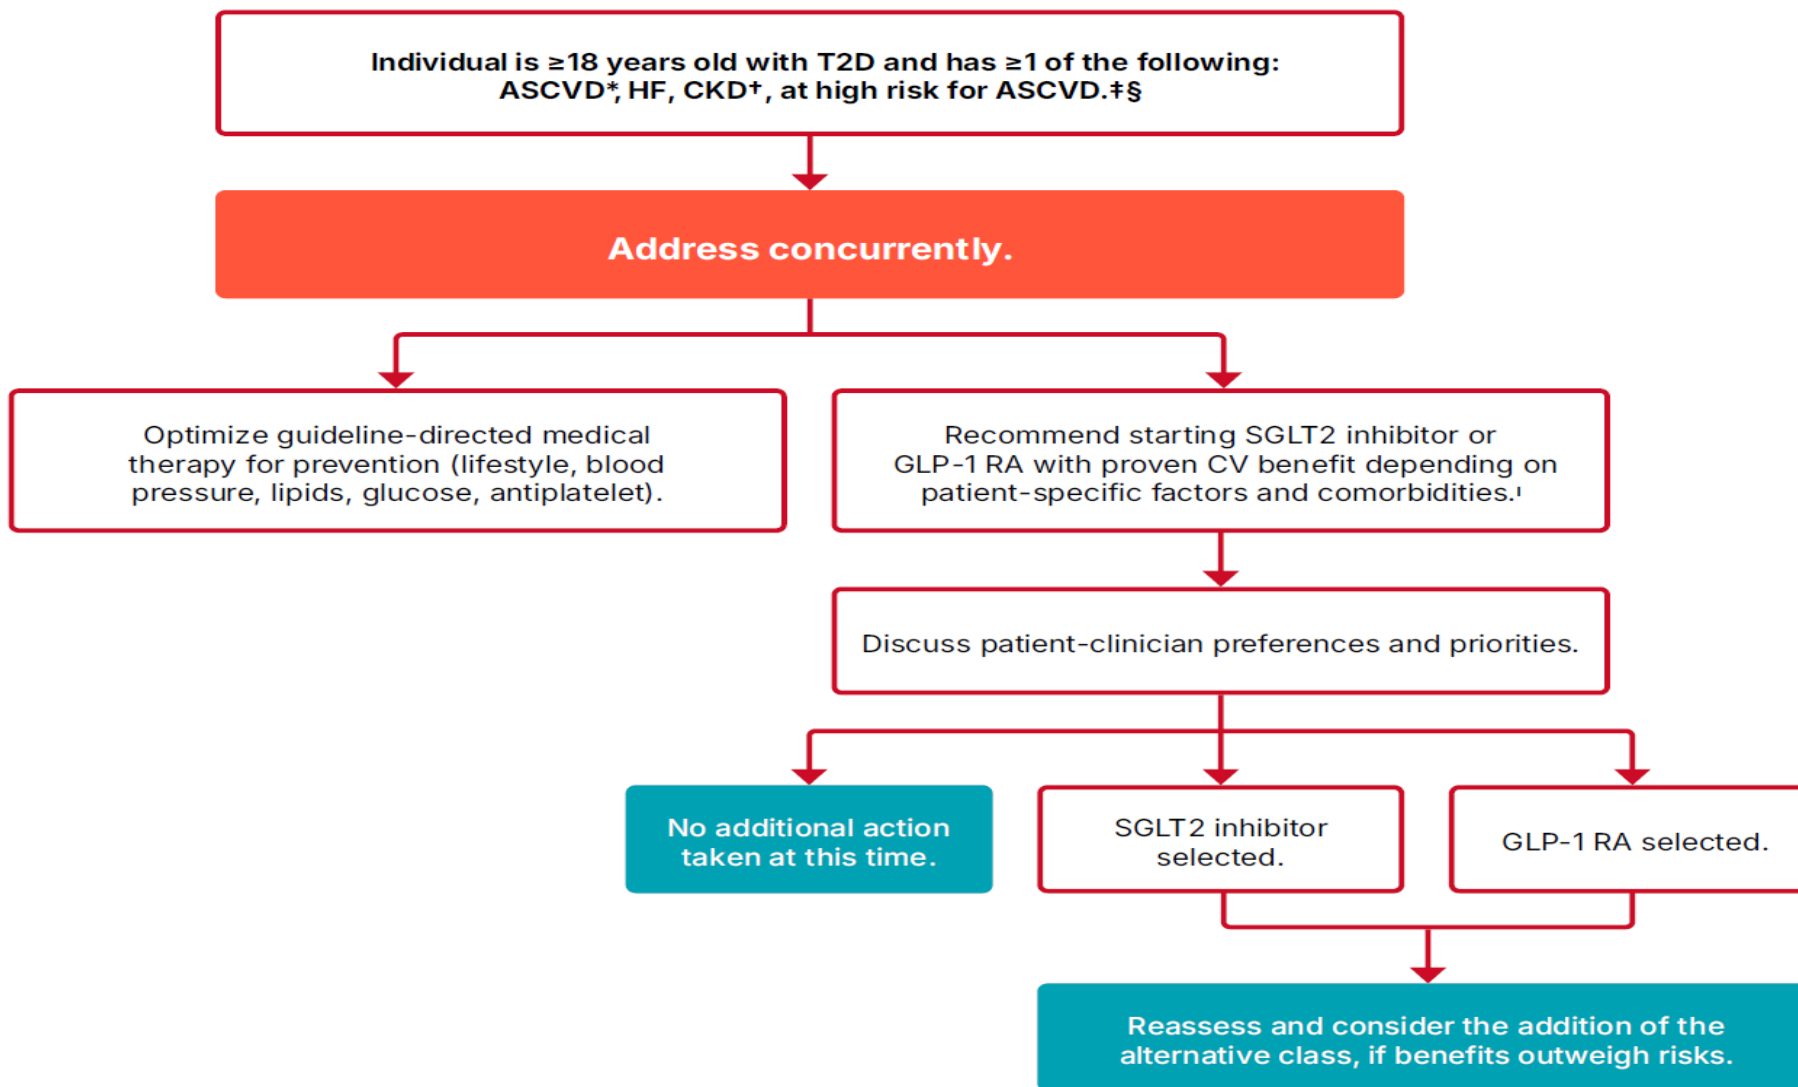 Individual is ≥18 years old with T2D and has ≥1 of the following:
ASCVD*, HF, CKD†, at high risk for ASCVD.‡§
Address concurrently.
Optimize guideline-directed medical
therapy for prevention (lifestyle, blood
pressure, lipids, glucose, antiplatelet).
Recommend starting SGLT2 inhibitor or
GLP-1 RA with proven CV benefit depending on
patient-specific factors and comorbidities.ˡ
Discuss patient-clinician preferences and priorities.
No additional action
taken at this time.
SGLT2 inhibitor
selected.
GLP-1 RA selected.
Reassess and consider the addition of the
alternative class, if benefits outweigh risks.